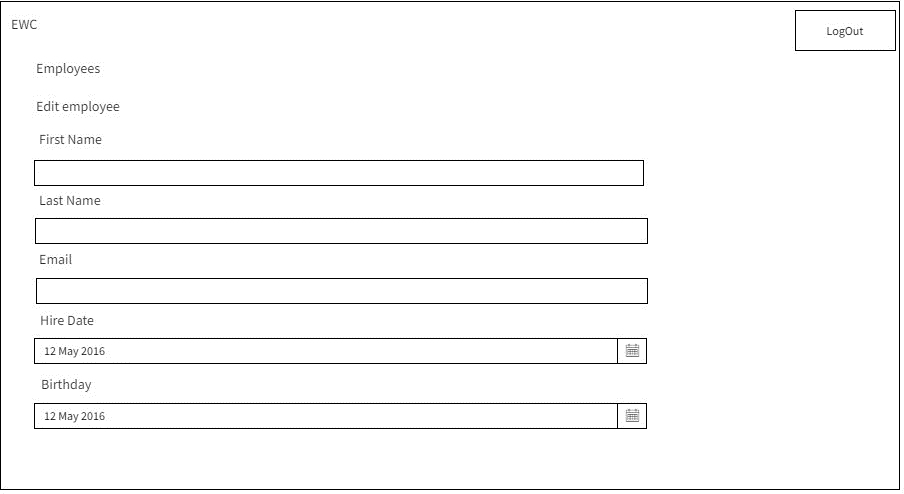 EWC
LogOut
Employees
Edit employee
First Name
Last Name
Email
Hire Date
12 May 2016
Birthday
12 May 2016